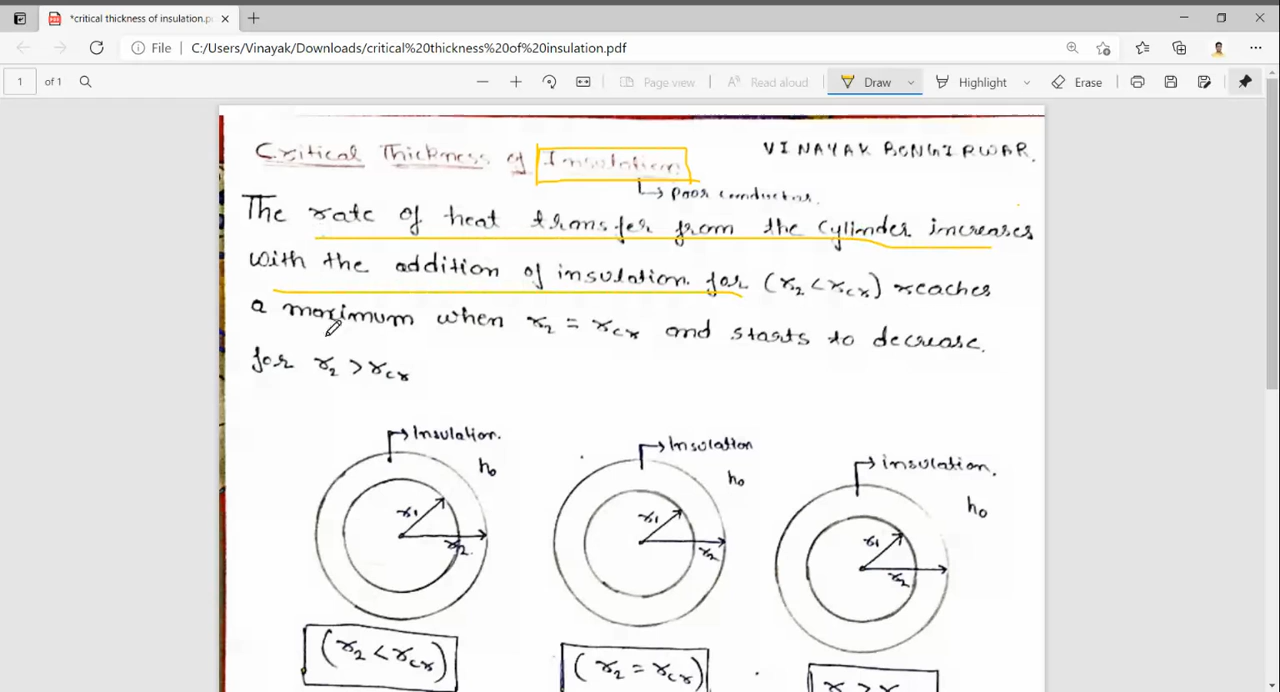 *critical thickness of insulation.p
File
C:/Users/Vinayak/Downloads/critical%20thickness%20of%20insulation.pdf
1 of 1
Page view
Read aloud
Draw
Highlight
Erase
Critical Thickness of Insulation
VINAYAK BONGIRWAR.
Poor conductor.
The rate of heat transfer from the cylinder increases
with the addition of insulation for (r2 < rcr) reaches
a maximum when r2 = rcr and starts to decrease.
for r2 > rcr
Insulation.
h0
r1
r2
Insulation
h0
r1
r2
insulation.
h0
r1
r2
(r2 < rcr)
(r2 = rcr)